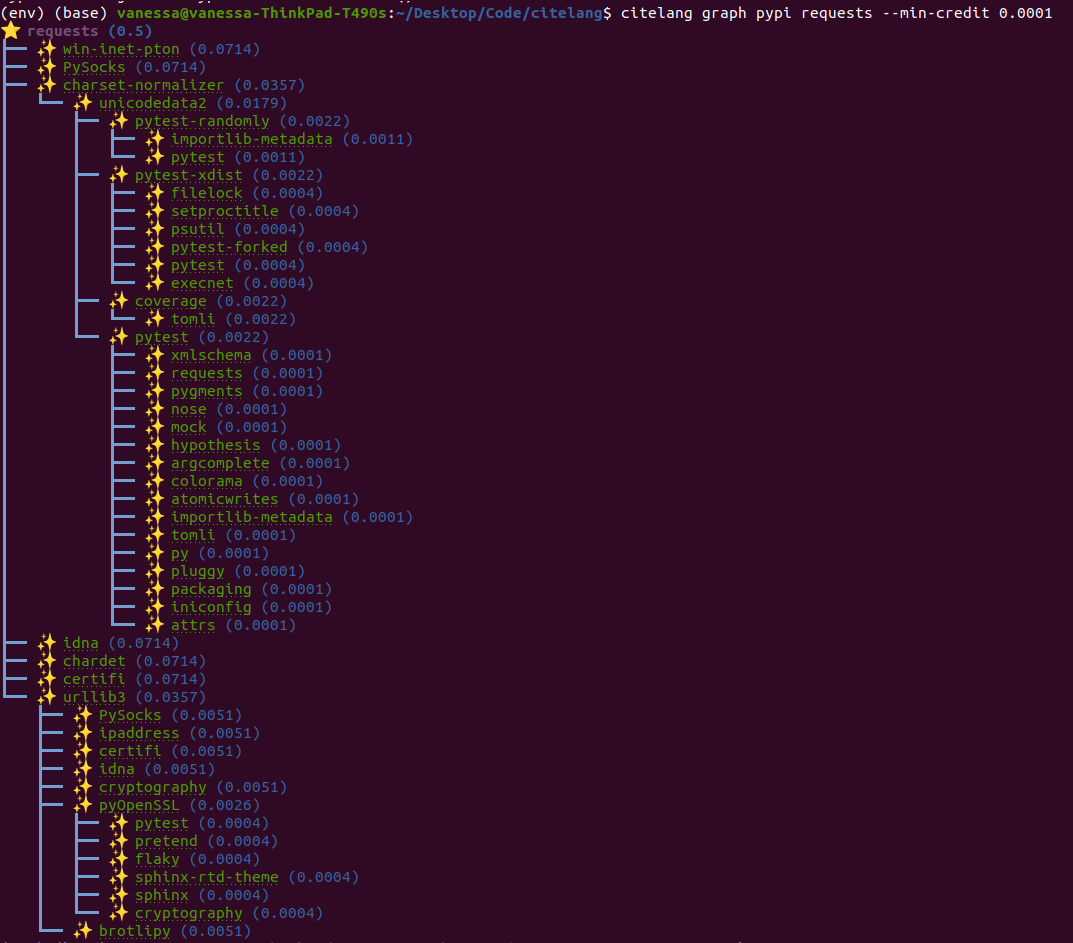 (env) (base) vanessa@vanessa-ThinkPad-T490s:~/Desktop/Code/citelang$ citelang graph pypi requests --min-credit 0.0001
requests (0.5)
win-inet-pton (0.0714)
PySocks (0.0714)
charset-normalizer (0.0357)
unicodedata2 (0.0179)
pytest-randomly (0.0022)
importlib-metadata (0.0011)
pytest (0.0011)
pytest-xdist (0.0022)
filelock (0.0004)
setproctitle (0.0004)
psutil (0.0004)
pytest-forked (0.0004)
pytest (0.0004)
execnet (0.0004)
coverage (0.0022)
tomli (0.0022)
pytest (0.0022)
xmlschema (0.0001)
requests (0.0001)
pygments (0.0001)
nose (0.0001)
mock (0.0001)
hypothesis (0.0001)
argcomplete (0.0001)
colorama (0.0001)
atomicwrites (0.0001)
importlib-metadata (0.0001)
tomli (0.0001)
py (0.0001)
pluggy (0.0001)
packaging (0.0001)
iniconfig (0.0001)
attrs (0.0001)
idna (0.0714)
chardet (0.0714)
certifi (0.0714)
urllib3 (0.0357)
PySocks (0.0051)
ipaddress (0.0051)
certifi (0.0051)
idna (0.0051)
cryptography (0.0051)
pyOpenSSL (0.0026)
pytest (0.0004)
pretend (0.0004)
flaky (0.0004)
sphinx-rtd-theme (0.0004)
sphinx (0.0004)
cryptography (0.0004)
brotlipy (0.0051)